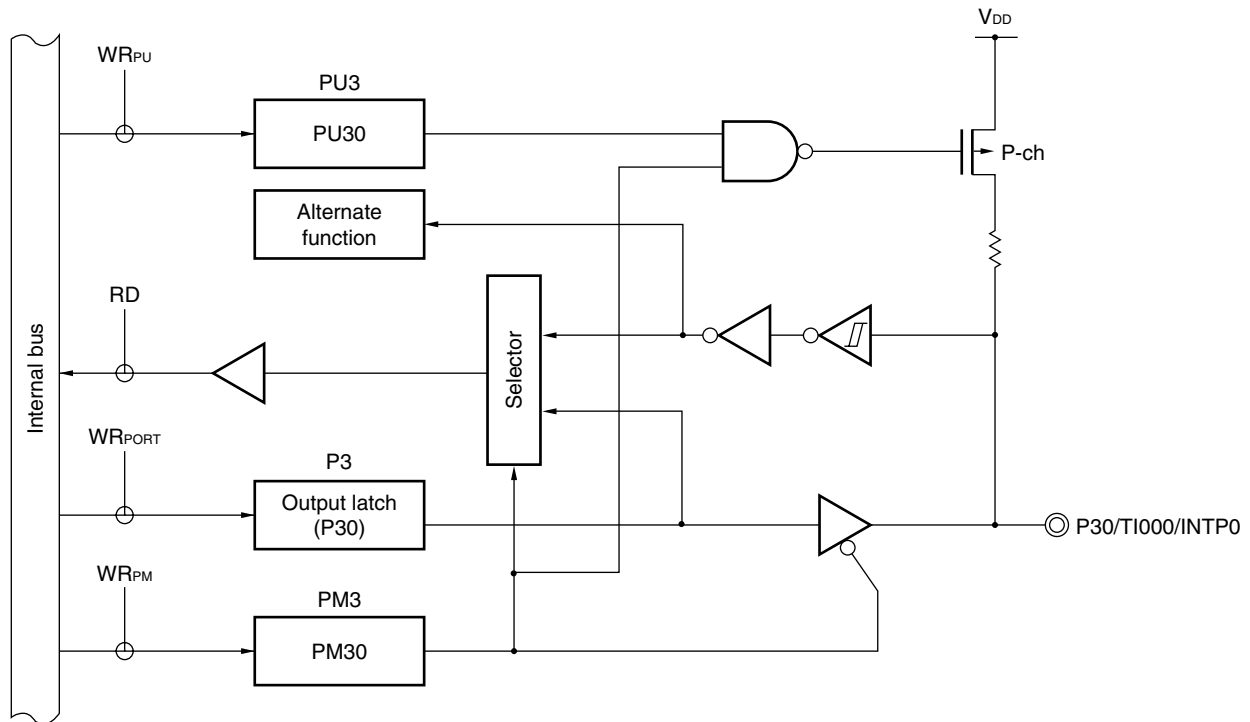 VDD
WRPU
PU3
PU30
P-ch
Alternate
function
RD
Internal bus
Selector
WRPORT
P3
Output latch
(P30)
P30/TI000/INTP0
WRPM
PM3
PM30